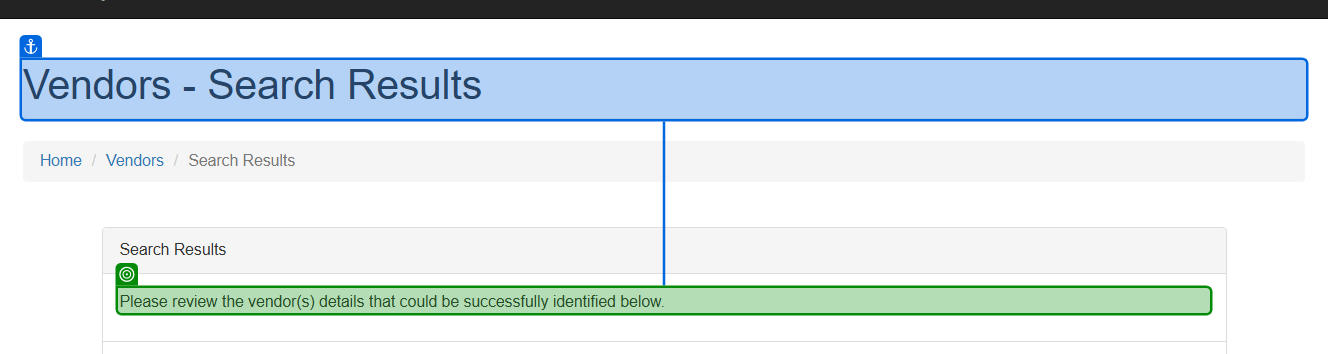 Vendors - Search Results
Home / Vendors / Search Results
Search Results
Please review the vendor(s) details that could be successfully identified below.